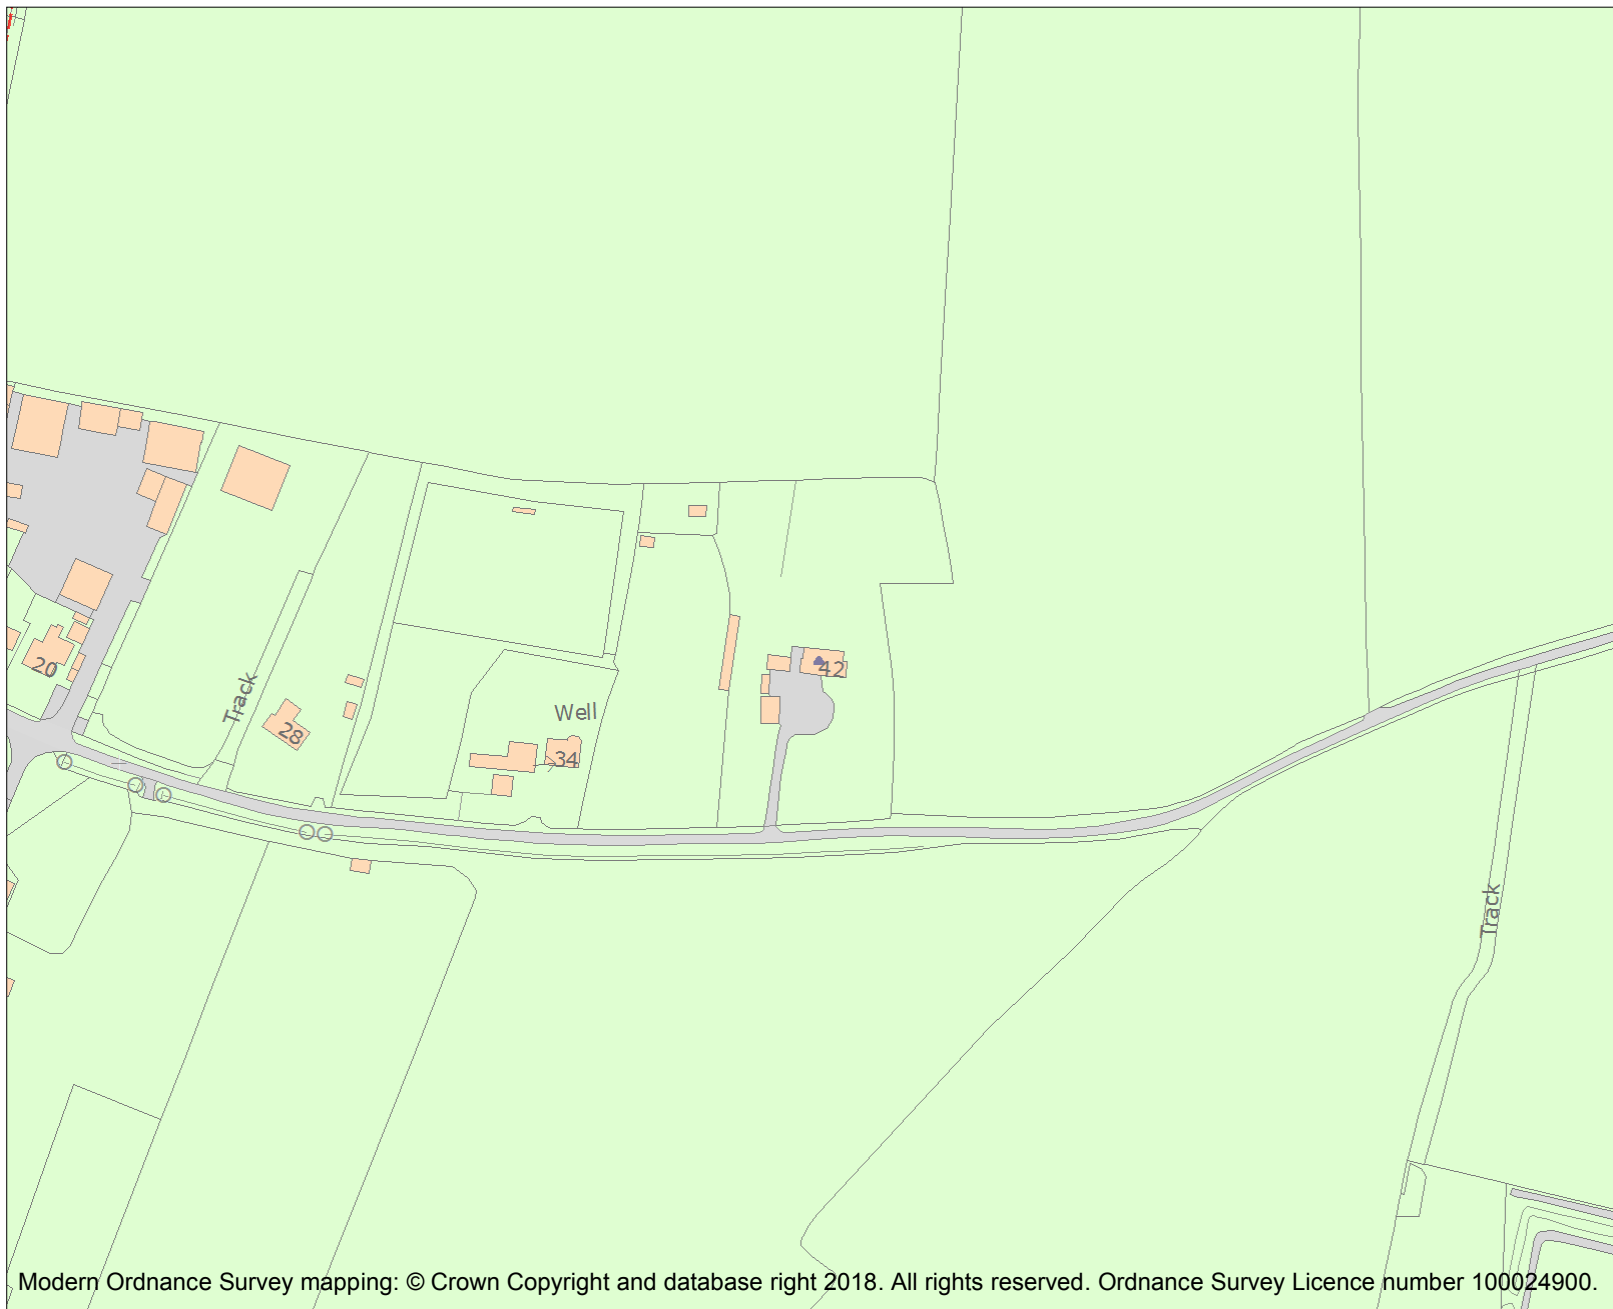 20
Track
28
Well
34
42
Track
Modern Ordnance Survey mapping: © Crown Copyright and database right 2018. All rights reserved. Ordnance Survey Licence number 100024900.